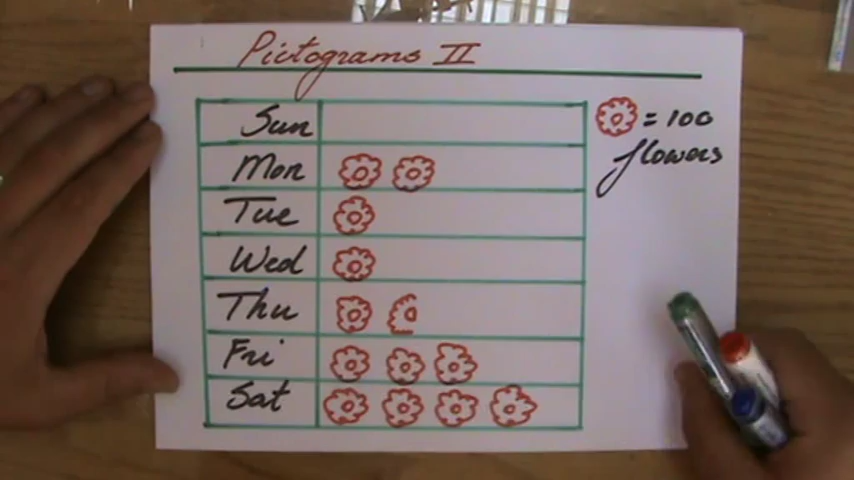 Pictograms II
Sun
= 100
flowers
Mon
Tue
Wed
Thu
Fri
Sat